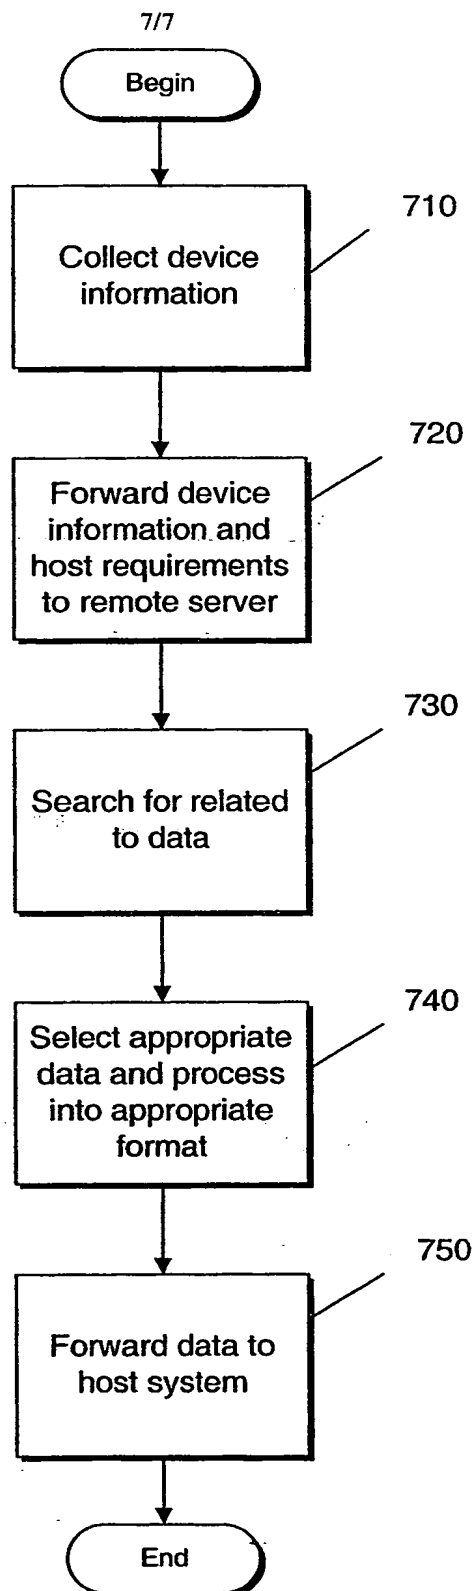 7/7
Begin
710
Collect device
information
720
Forward device
information and
host requirements
to remote server
730
Search for related
to data
740
Select appropriate
data and process
into appropriate
format
750
Forward data to
host system
End